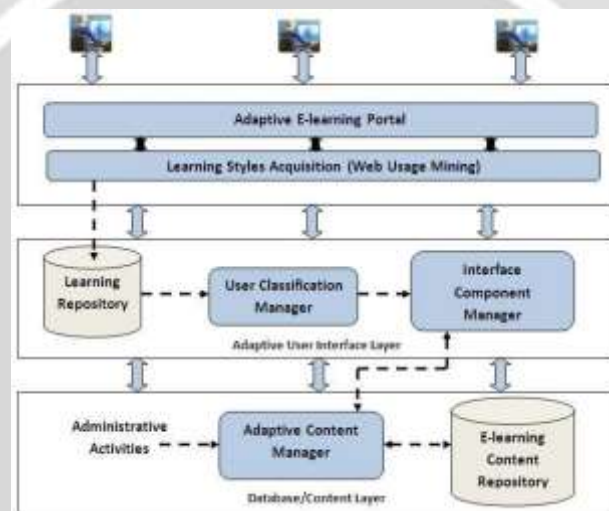 Adaptive E-learning Portal
Learning Styles Acquisition (Web Usage Mining)
Learning
Repository
User Classification
Manager
Interface
Component
Manager
Adaptive User Interface Layer
Administrative
Activities
Adaptive Content
Manager
E-learning
Content
Repository
Database/Content Layer